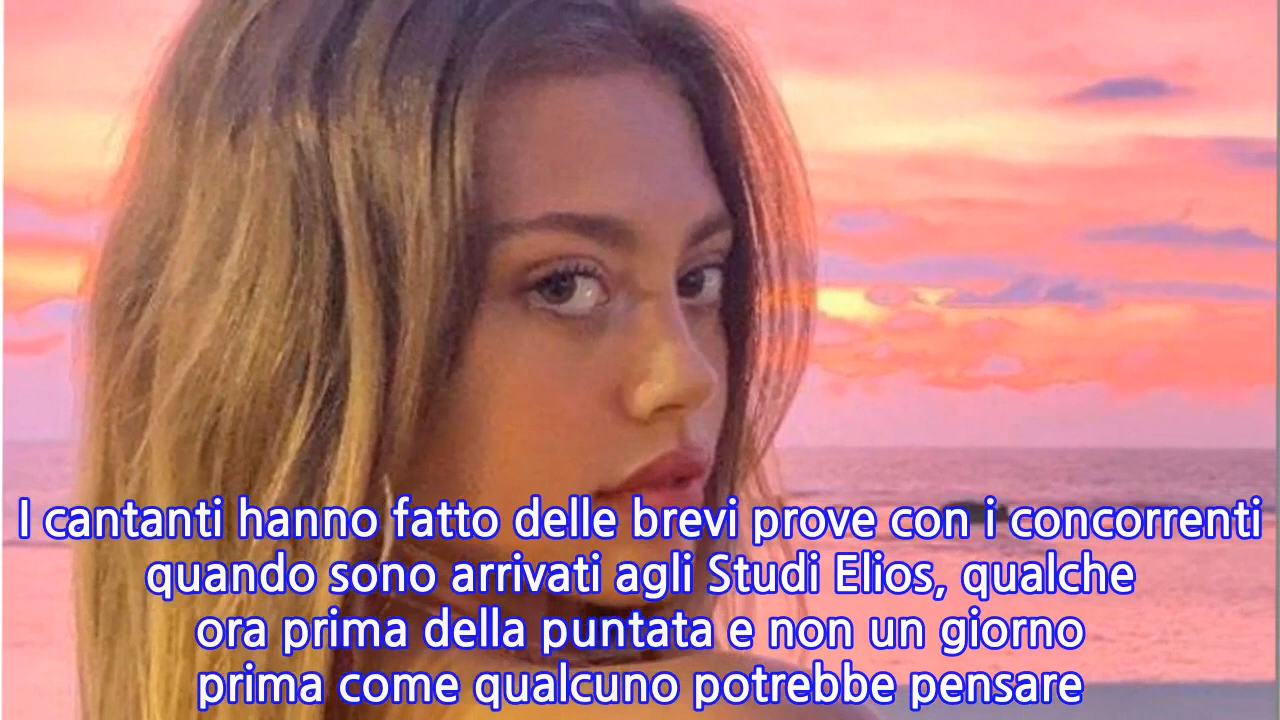 I cantanti hanno fatto delle brevi prove con i concorrenti
quando sono arrivati agli Studi Elios, qualche
ora prima della puntata e non un giorno
prima come qualcuno potrebbe pensare